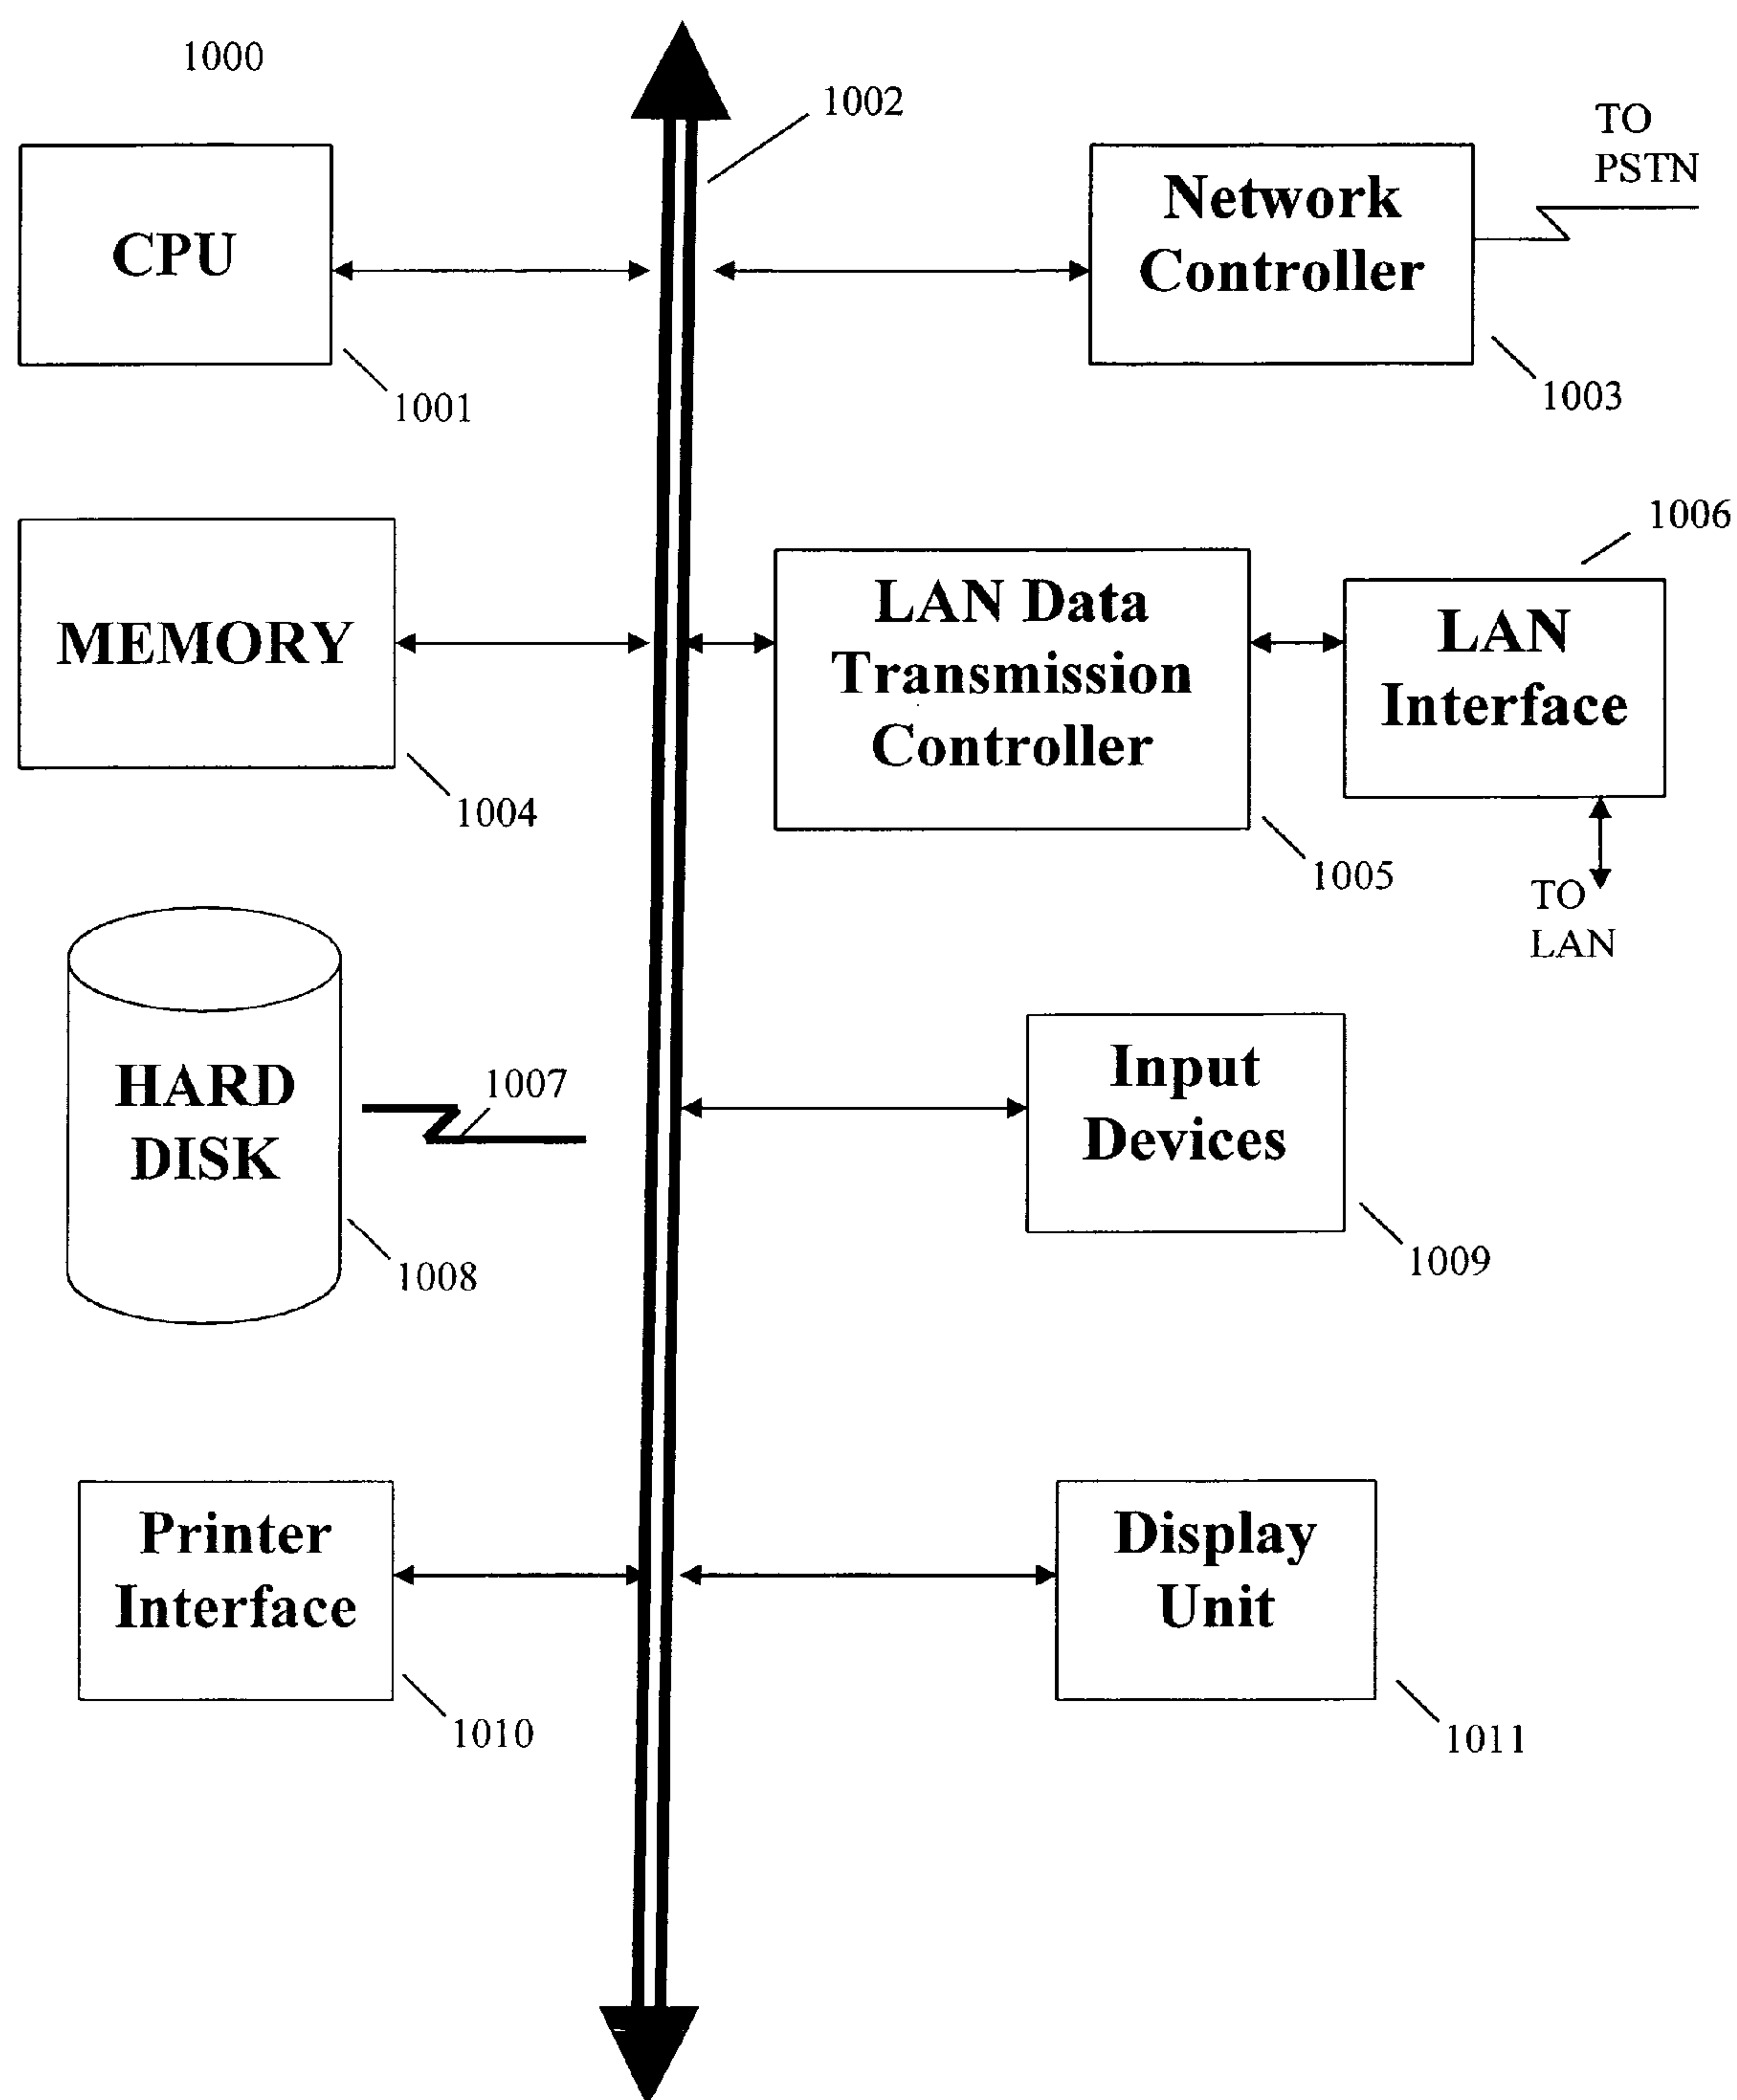 1000
1002
TO
PSTN
CPU
Network
Controller
1001
1003
MEMORY
1004
LAN Data
Transmission
Controller
1005
1006
LAN
Interface
TO
LAN
HARD
DISK
1007
1008
Input
Devices
1009
Printer
Interface
1010
Display
Unit
1011